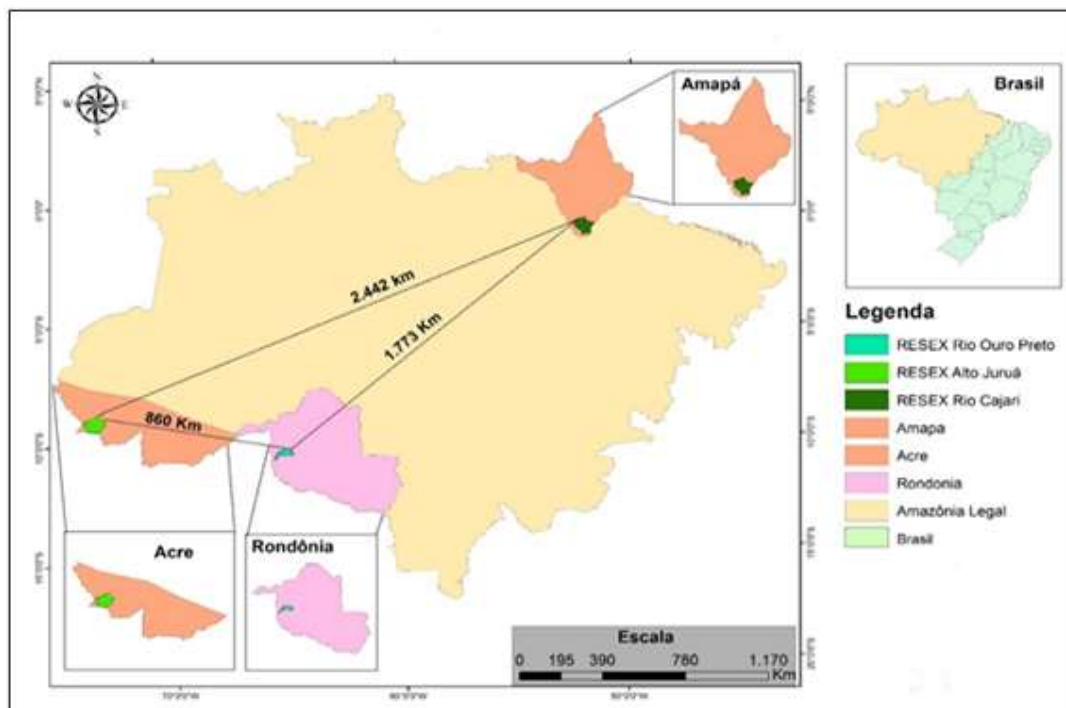 N
W
E
S
Amapá
2.442 km
1.773 Km
860 Km
Acre
Rondônia
Escala
0 195 390 780 1.170
Km
Brasil
Legenda
RESEX Rio Ouro Preto
RESEX Alto Juruá
RESEX Rio Cajari
Amapa
Acre
Rondonia
Amazônia Legal
Brasil